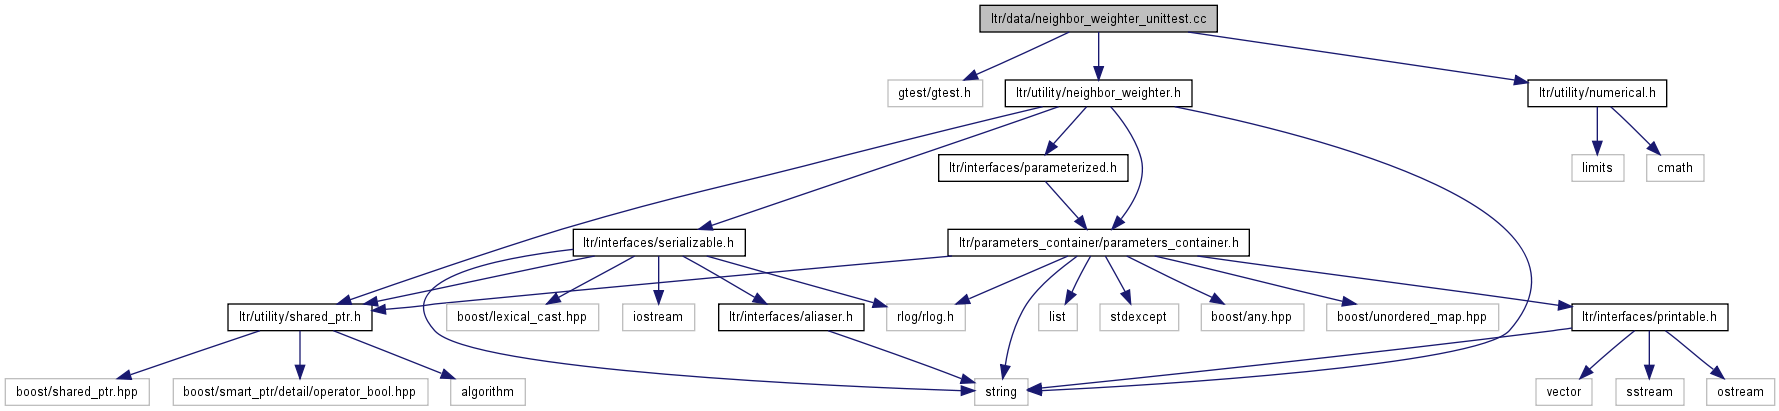 ltr/data/neighbor_weighter_unittest.cc
gtest/gtest.h
ltr/utility/neighbor_weighter.h
ltr/utility/numerical.h
ltr/interfaces/parameterized.h
limits
cmath
ltr/interfaces/serializable.h
ltr/parameters_container/parameters_container.h
ltr/utility/shared_ptr.h
boost/lexical_cast.hpp
iostream
ltr/interfaces/aliaser.h
rlog/rlog.h
list
stdexcept
boost/any.hpp
boost/unordered_map.hpp
ltr/interfaces/printable.h
boost/shared_ptr.hpp
boost/smart_ptr/detail/operator_bool.hpp
algorithm
string
vector
sstream
ostream